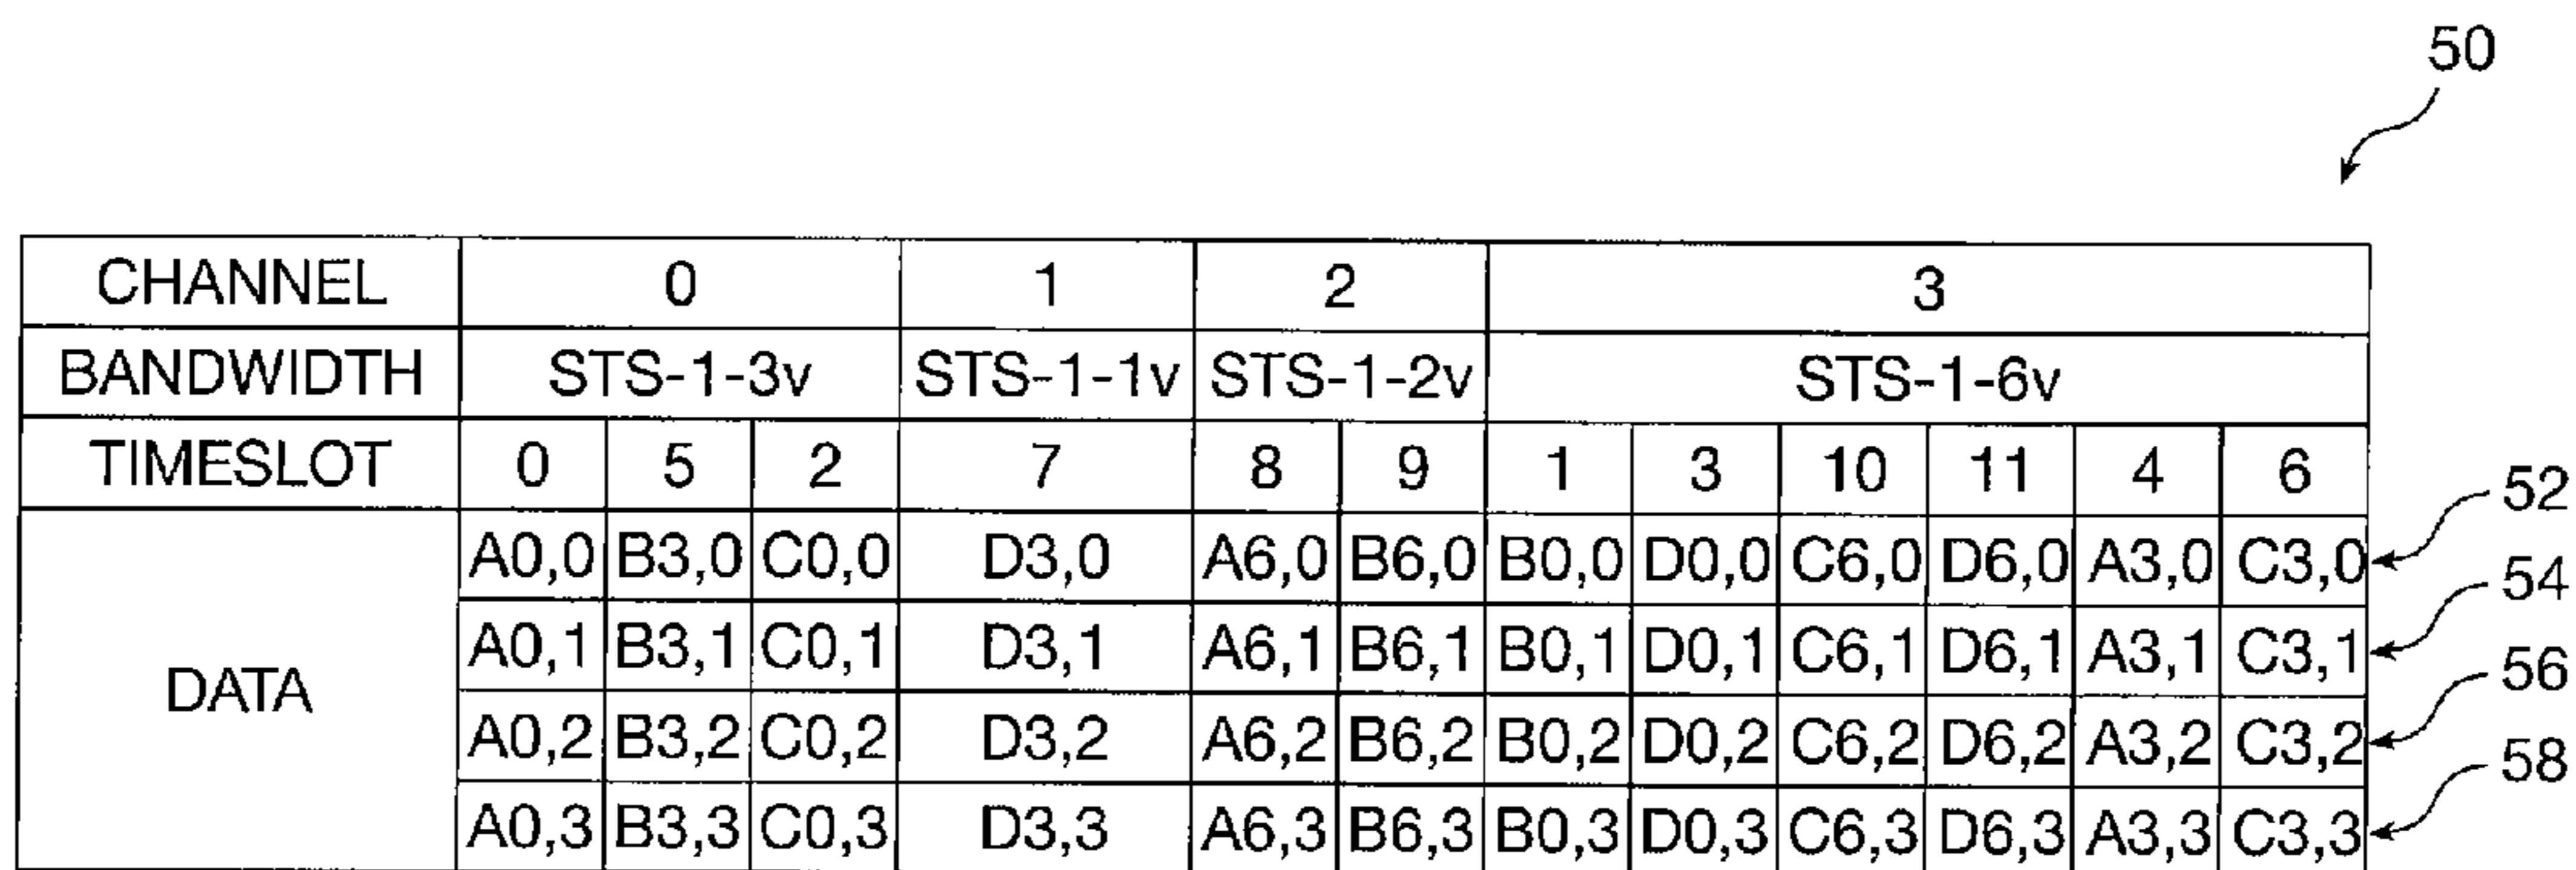 50
CHANNEL 0 1 2 3
BANDWIDTH STS-1-3v STS-1-1v STS-1-2v STS-1-6v
TIMESLOT 0 5 2 7 8 9 1 3 10 11 4 6
A0,0 B3,0 C0,0 D3,0 A6,0 B6,0 B0,0 D0,0 C6,0 D6,0 A3,0 C3,0 52
A0,1 B3,1 C0,1 D3,1 A6,1 B6,1 B0,1 D0,1 C6,1 D6,1 A3,1 C3,1 54
DATA
A0,2 B3,2 C0,2 D3,2 A6,2 B6,2 B0,2 D0,2 C6,2 D6,2 A3,2 C3,2 56
A0,3 B3,3 C0,3 D3,3 A6,3 B6,3 B0,3 D0,3 C6,3 D6,3 A3,3 C3,3 58